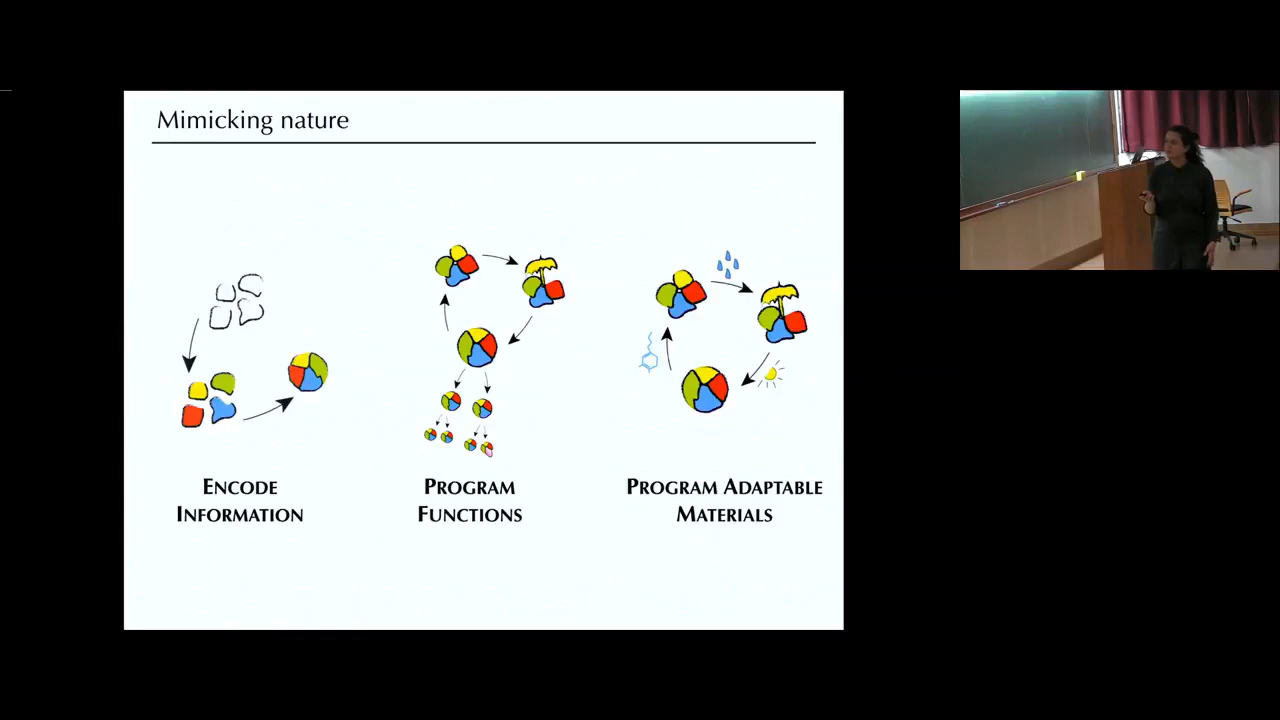 Mimicking nature
ENCODE
INFORMATION
PROGRAM
FUNCTIONS
PROGRAM ADAPTABLE
MATERIALS